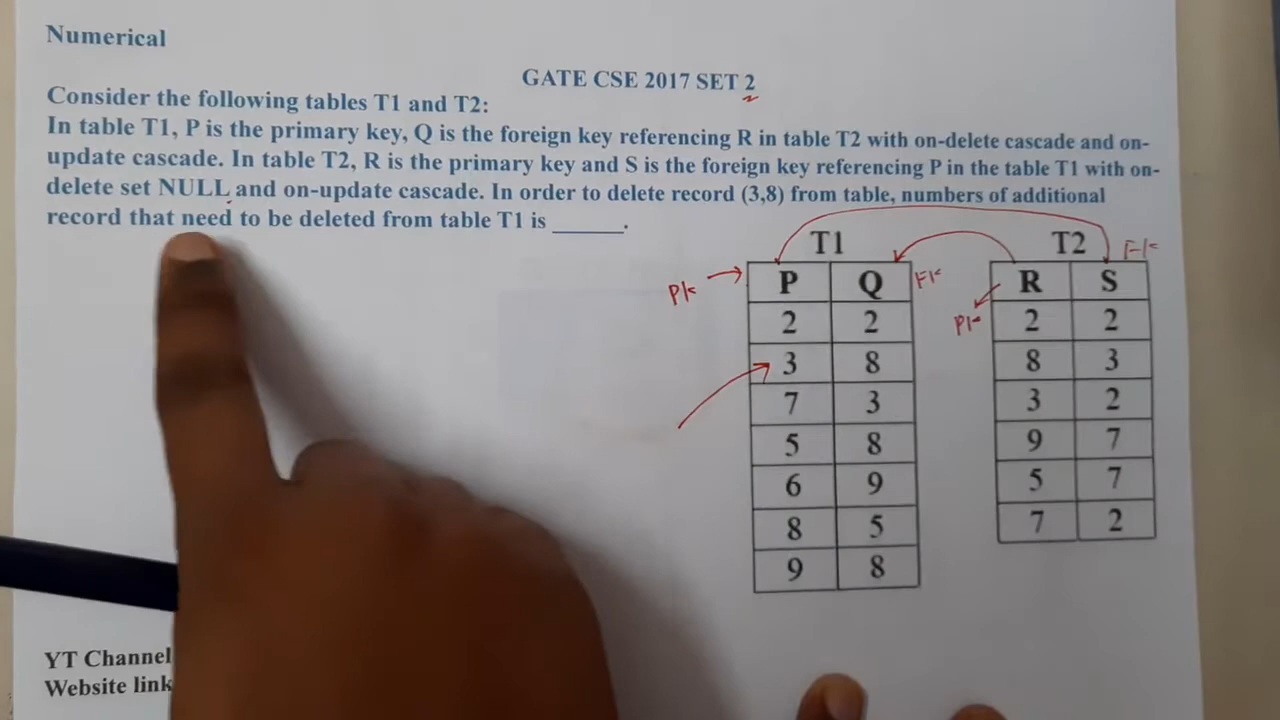 Numerical
GATE CSE 2017 SET 2
Consider the following tables T1 and T2:
In table T1, P is the primary key, Q is the foreign key referencing R in table T2 with on-delete cascade and on-
update cascade. In table T2, R is the primary key and S is the foreign key referencing P in the table T1 with on-
delete set NULL and on-update cascade. In order to delete record (3,8) from table, numbers of additional
record that need to be deleted from table T1 is ______.
T1 T2
PK P Q FK R S FK
2 2 PK 2 2
3 8 8 3
7 3 3 2
5 8 9 7
6 9 5 7
8 5 7 2
9 8
YT Channel
Website link